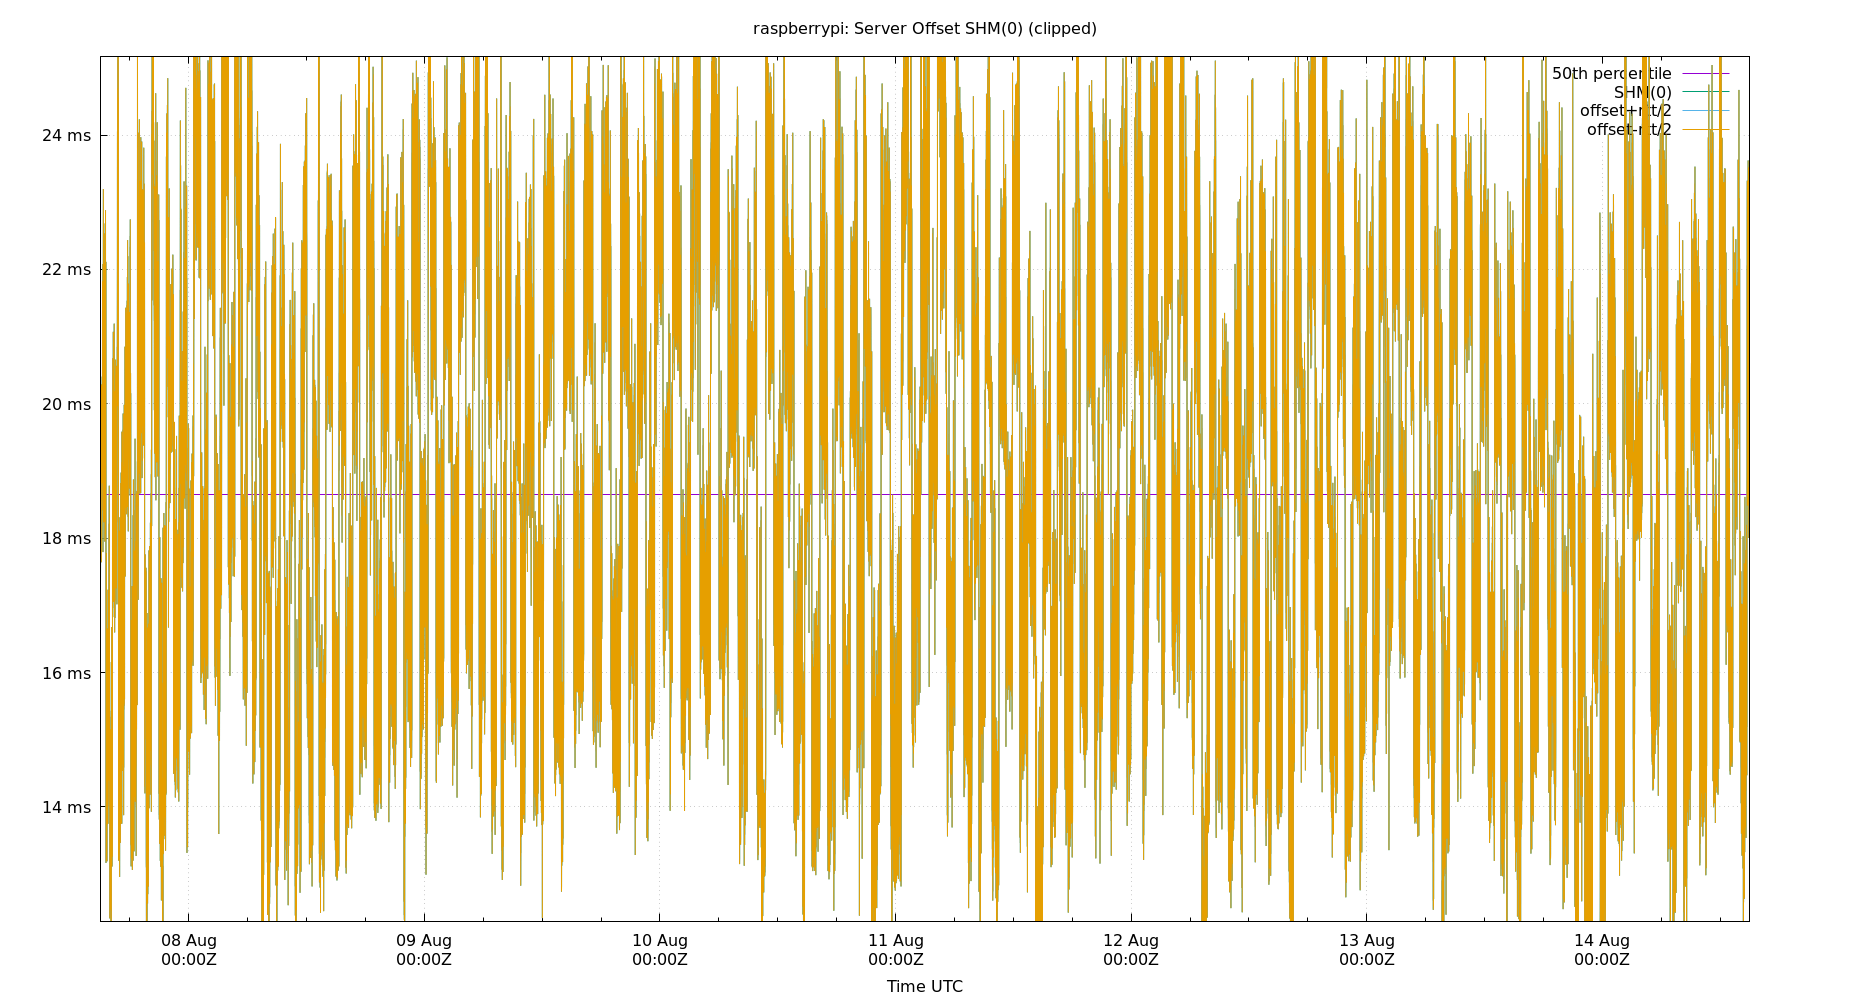 raspberrypi: Server Offset SHM(0) (clipped)
50th percentile
SHM(0)
offset+rtt/2
offset-rtt/2
24 ms
22 ms
20 ms
18 ms
16 ms
14 ms
08 Aug
00:00Z
09 Aug
00:00Z
10 Aug
00:00Z
11 Aug
00:00Z
12 Aug
00:00Z
13 Aug
00:00Z
14 Aug
00:00Z
Time UTC